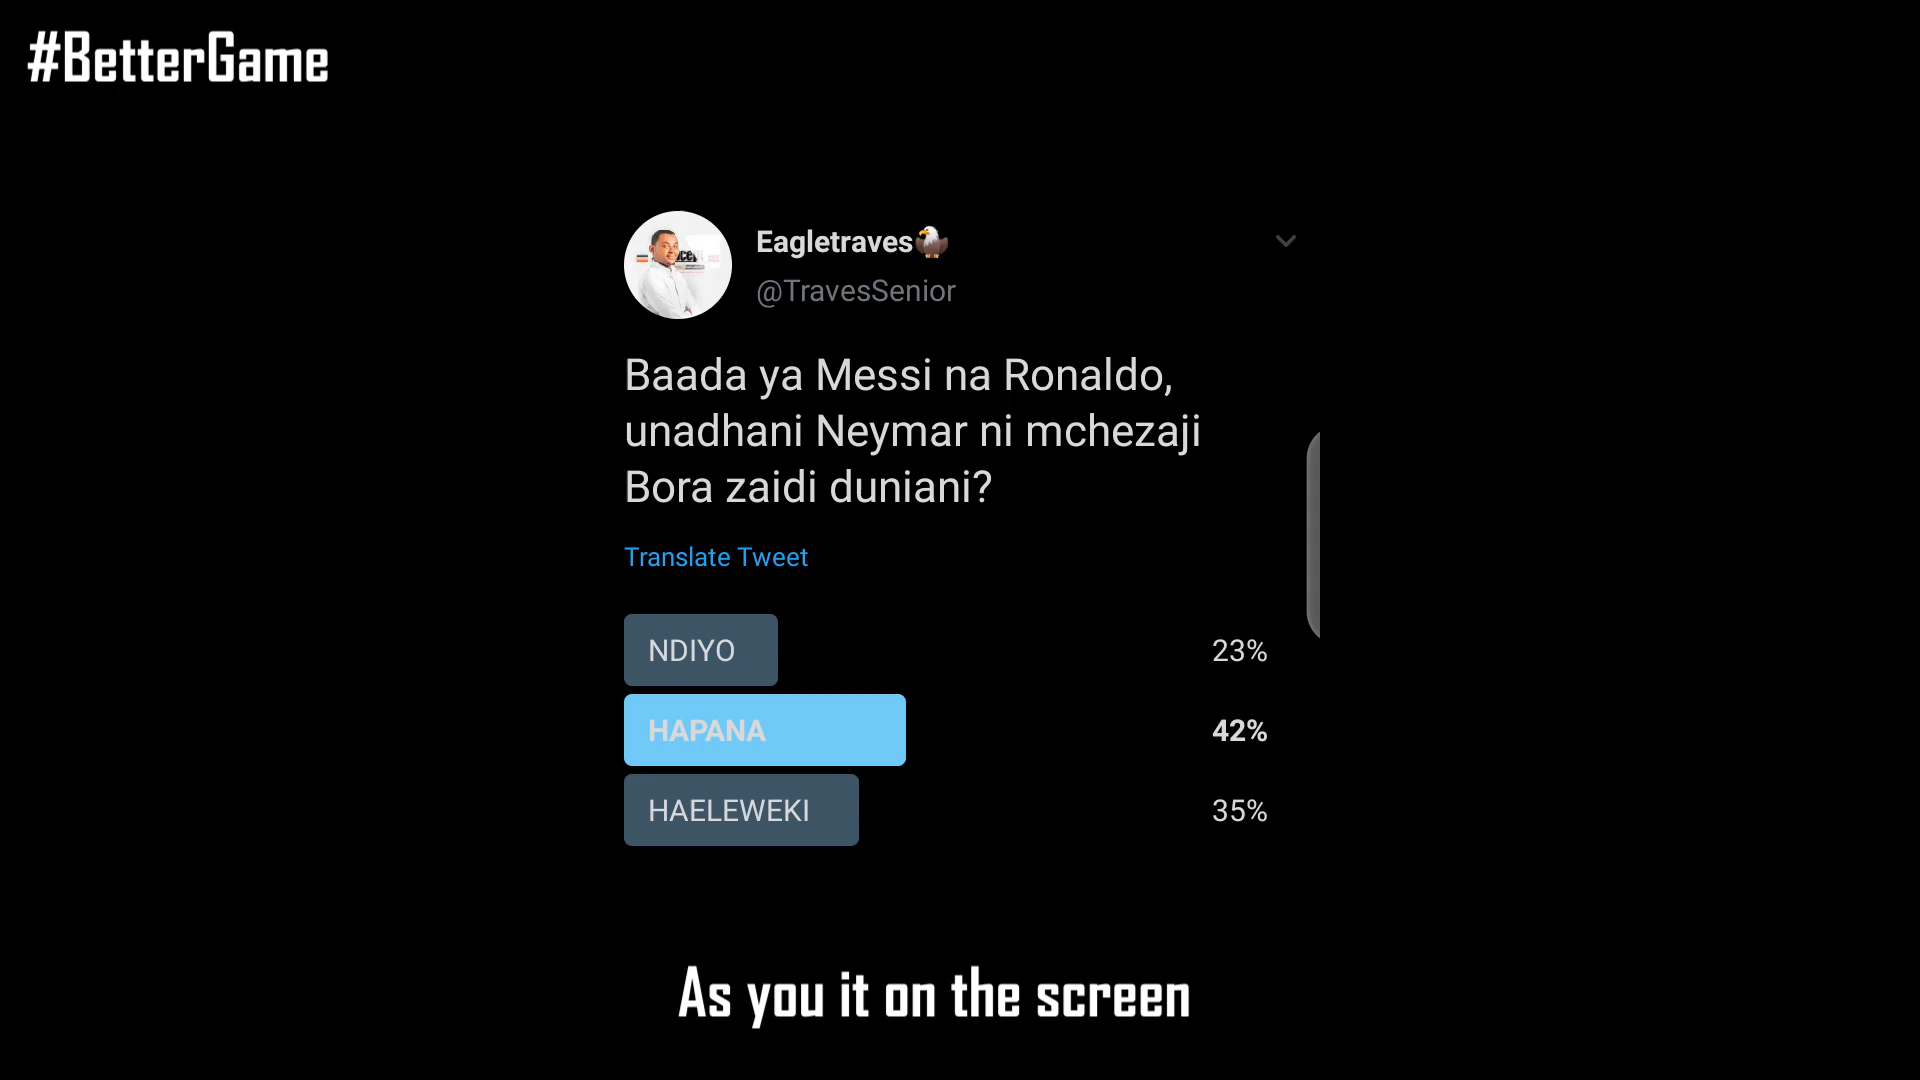 #BetterGame
Eagletraves🦅
@TravesSenior
Baada ya Messi na Ronaldo,
unadhani Neymar ni mchezaji
Bora zaidi duniani?
Translate Tweet
NDIYO 23%
HAPANA 42%
HAELEWEKI 35%
As you it on the screen